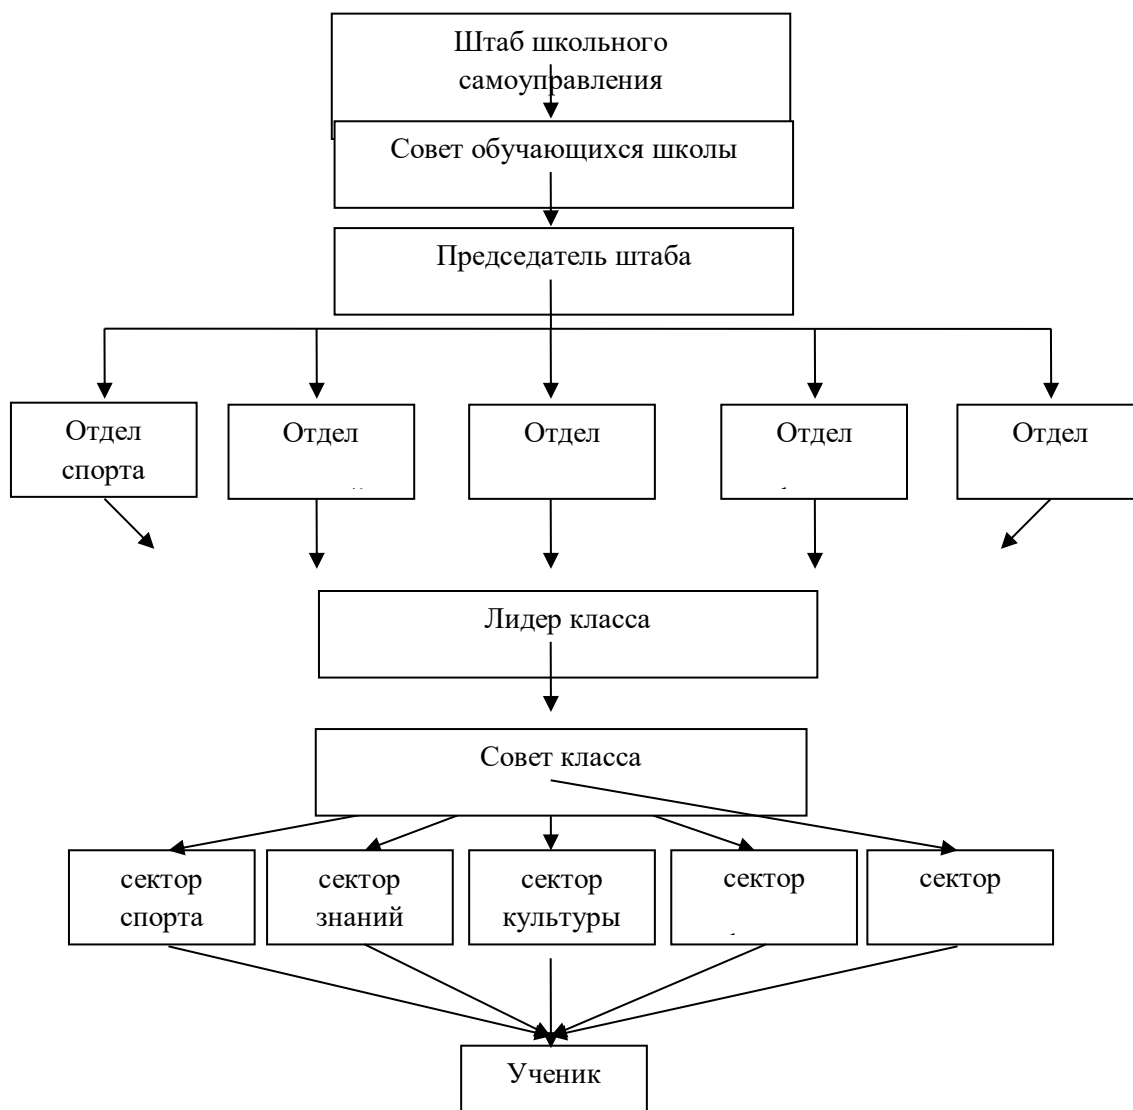 Штаб школьного
самоуправления
Совет обучающихся школы
Председатель штаба
Отдел
спорта
Отдел
Отдел
Отдел
Отдел
Лидер класса
Совет класса
сектор
спорта
сектор
знаний
сектор
культуры
сектор
сектор
Ученик